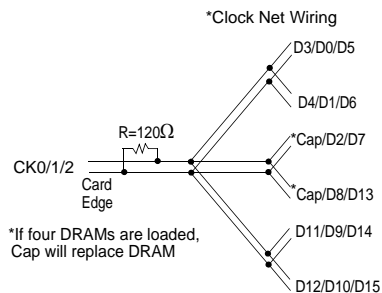 *Clock Net Wiring
D3/D0/D5
D4/D1/D6
R=120Ω
*Cap/D2/D7
CK0/1/2
Card
Edge
*Cap/D8/D13
*If four DRAMs are loaded,
Cap will replace DRAM
D11/D9/D14
D12/D10/D15